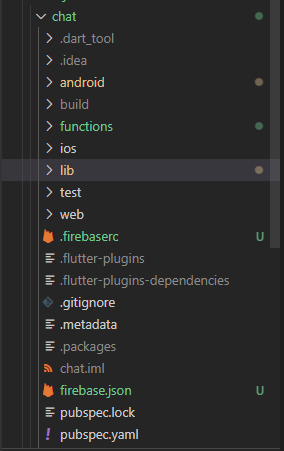 chat
.dart_tool
.idea
android
build
functions
ios
lib
test
web
.firebaserc U
.flutter-plugins
.flutter-plugins-dependencies
.gitignore
.metadata
.packages
chat.iml
firebase.json U
pubspec.lock
! pubspec.yaml